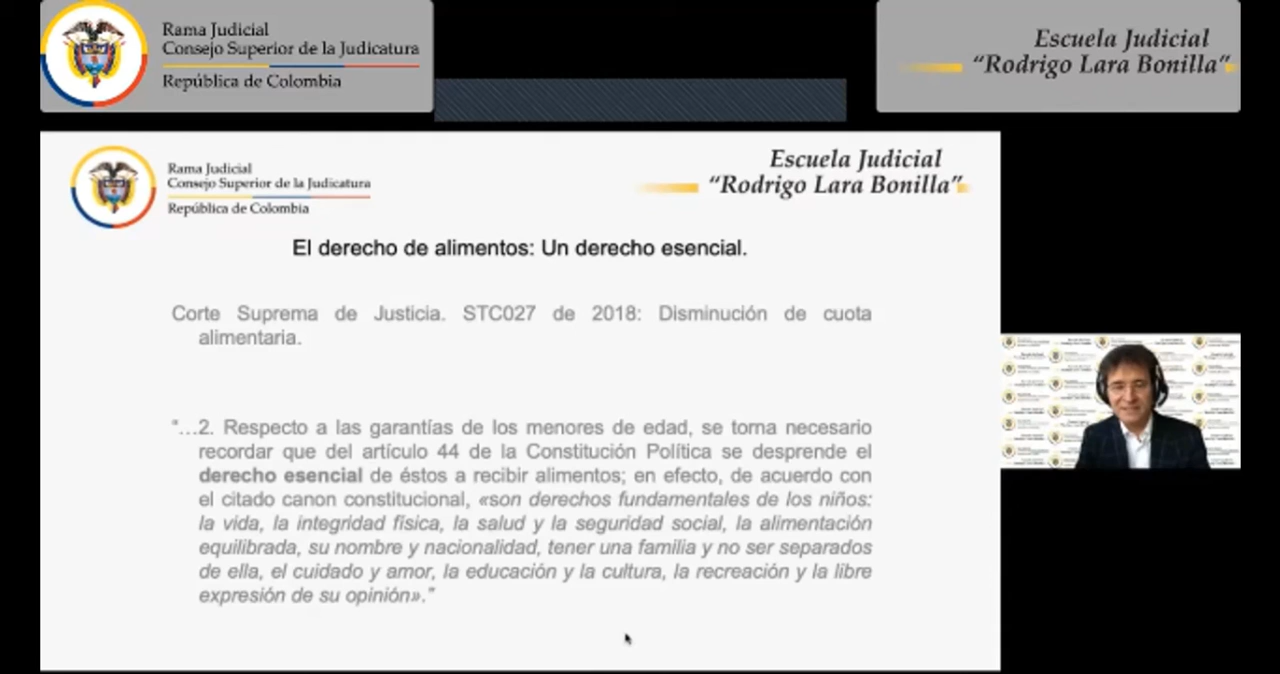 Rama Judicial
Consejo Superior de la Judicatura
República de Colombia
Escuela Judicial
“Rodrigo Lara Bonilla”
Rama Judicial
Consejo Superior de la Judicatura
República de Colombia
Escuela Judicial
“Rodrigo Lara Bonilla”
El derecho de alimentos: Un derecho esencial.
Corte Suprema de Justicia. STC027 de 2018: Disminución de cuota
alimentaria.
“…2. Respecto a las garantías de los menores de edad, se torna necesario
recordar que del artículo 44 de la Constitución Política se desprende el
derecho esencial de éstos a recibir alimentos; en efecto, de acuerdo con
el citado canon constitucional, «son derechos fundamentales de los niños:
la vida, la integridad física, la salud y la seguridad social, la alimentación
equilibrada, su nombre y nacionalidad, tener una familia y no ser separados
de ella, el cuidado y amor, la educación y la cultura, la recreación y la libre
expresión de su opinión».”